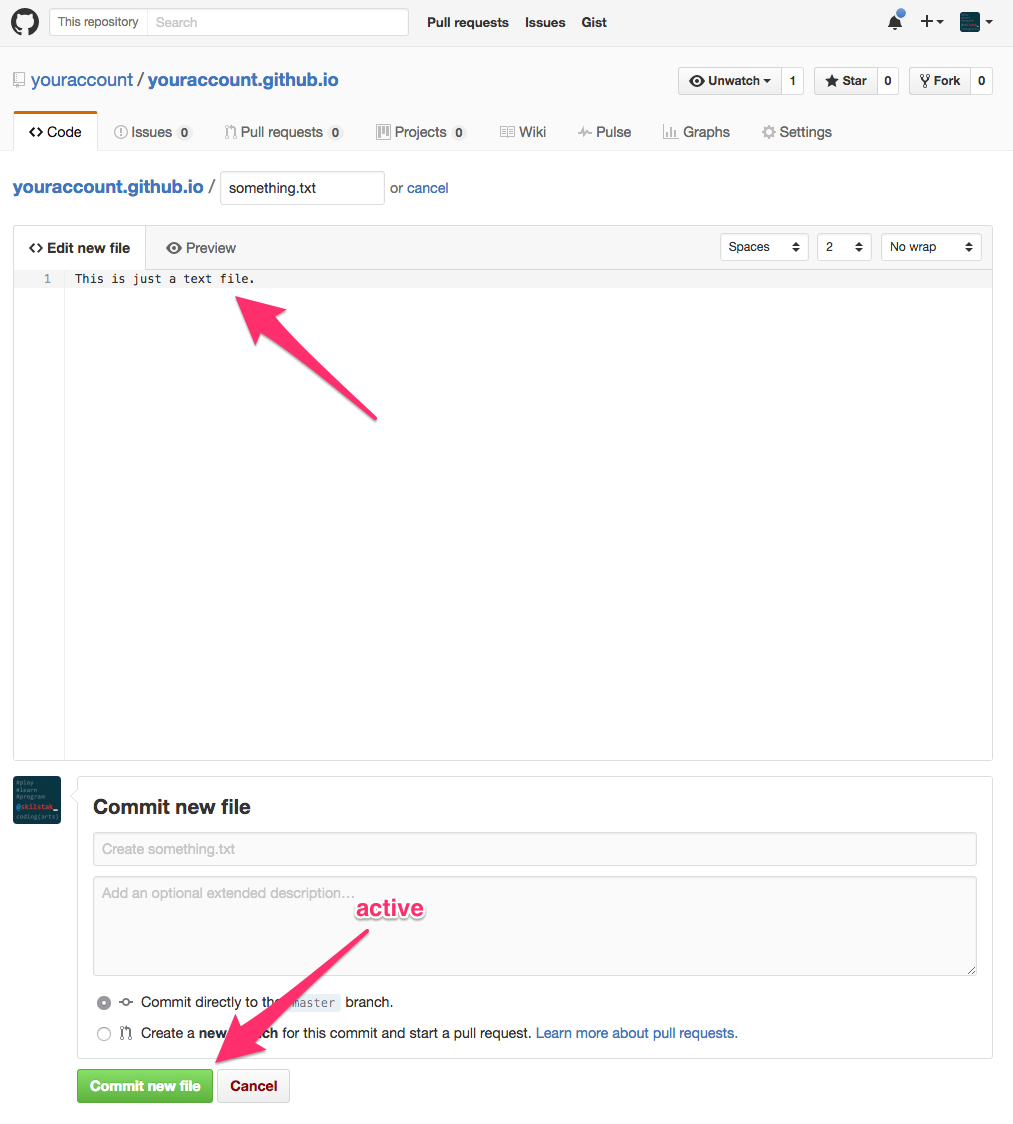 This repository Search Pull requests Issues Gist
youraccount / youraccount.github.io Unwatch 1 Star 0 Fork 0
Code Issues 0 Pull requests 0 Projects 0 Wiki Pulse Graphs Settings
youraccount.github.io / something.txt or cancel
Edit new file Preview Spaces 2 No wrap
1 This is just a text file.
#play
#learn
#program
@skilstak_
coding(arts)
Commit new file
Create something.txt
Add an optional extended description…
active
Commit directly to the master branch.
Create a new for this commit and start a pull request. Learn more about pull requests.
Commit new file Cancel